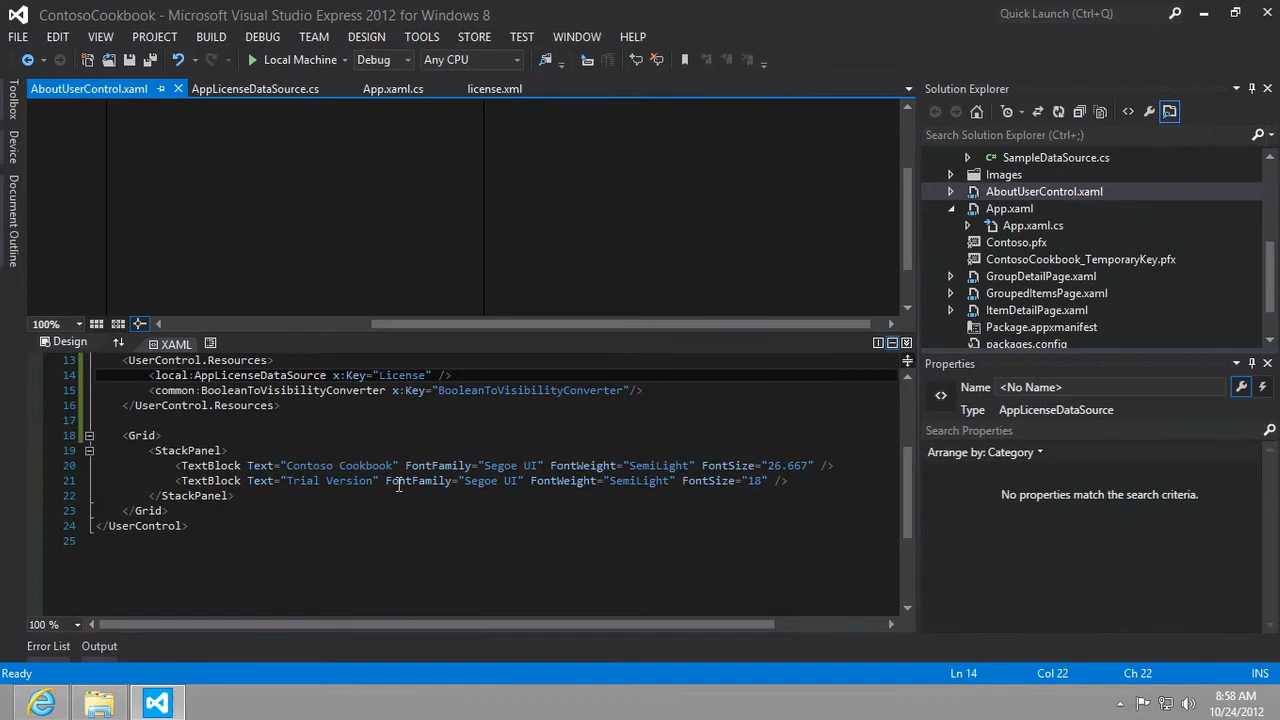 ContosoCookbook - Microsoft Visual Studio Express 2012 for Windows 8
Quick Launch (Ctrl+Q)
FILE EDIT VIEW PROJECT BUILD DEBUG TEAM DESIGN TOOLS STORE TEST WINDOW HELP
Local Machine Debug Any CPU
Toolbox
Device
Document Outline
AboutUserControl.xaml AppLicenseDataSource.cs App.xaml.cs license.xml
100%
Design XAML
13 <UserControl.Resources>
14 <local:AppLicenseDataSource x:Key="License" />
15 <common:BooleanToVisibilityConverter x:Key="BooleanToVisibilityConverter"/>
16 </UserControl.Resources>
17
18 <Grid>
19 <StackPanel>
20 <TextBlock Text="Contoso Cookbook" FontFamily="Segoe UI" FontWeight="SemiLight" FontSize="26.667" />
21 <TextBlock Text="Trial Version" FontFamily="Segoe UI" FontWeight="SemiLight" FontSize="18" />
22 </StackPanel>
23 </Grid>
24 </UserControl>
25
100 %
Solution Explorer
Search Solution Explorer (Ctrl+;)
SampleDataSource.cs
Images
AboutUserControl.xaml
App.xaml
App.xaml.cs
Contoso.pfx
ContosoCookbook_TemporaryKey.pfx
GroupDetailPage.xaml
GroupedItemsPage.xaml
ItemDetailPage.xaml
Package.appxmanifest
packages.config
Properties
Name <No Name>
Type AppLicenseDataSource
Search Properties
Arrange by: Category
No properties match the search criteria.
Error List Output
Ready Ln 14 Col 22 Ch 22 INS
8:58 AM
10/24/2012